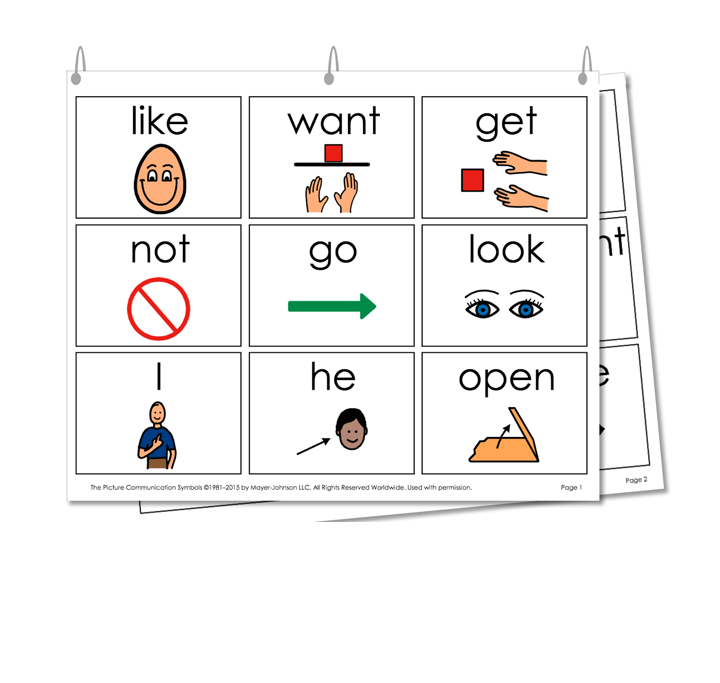 like want get
not go look
I he open
The Picture Communication Symbols ©1981–2015 by Mayer-Johnson LLC. All Rights Reserved Worldwide. Used with permission. Page 1
Page 2